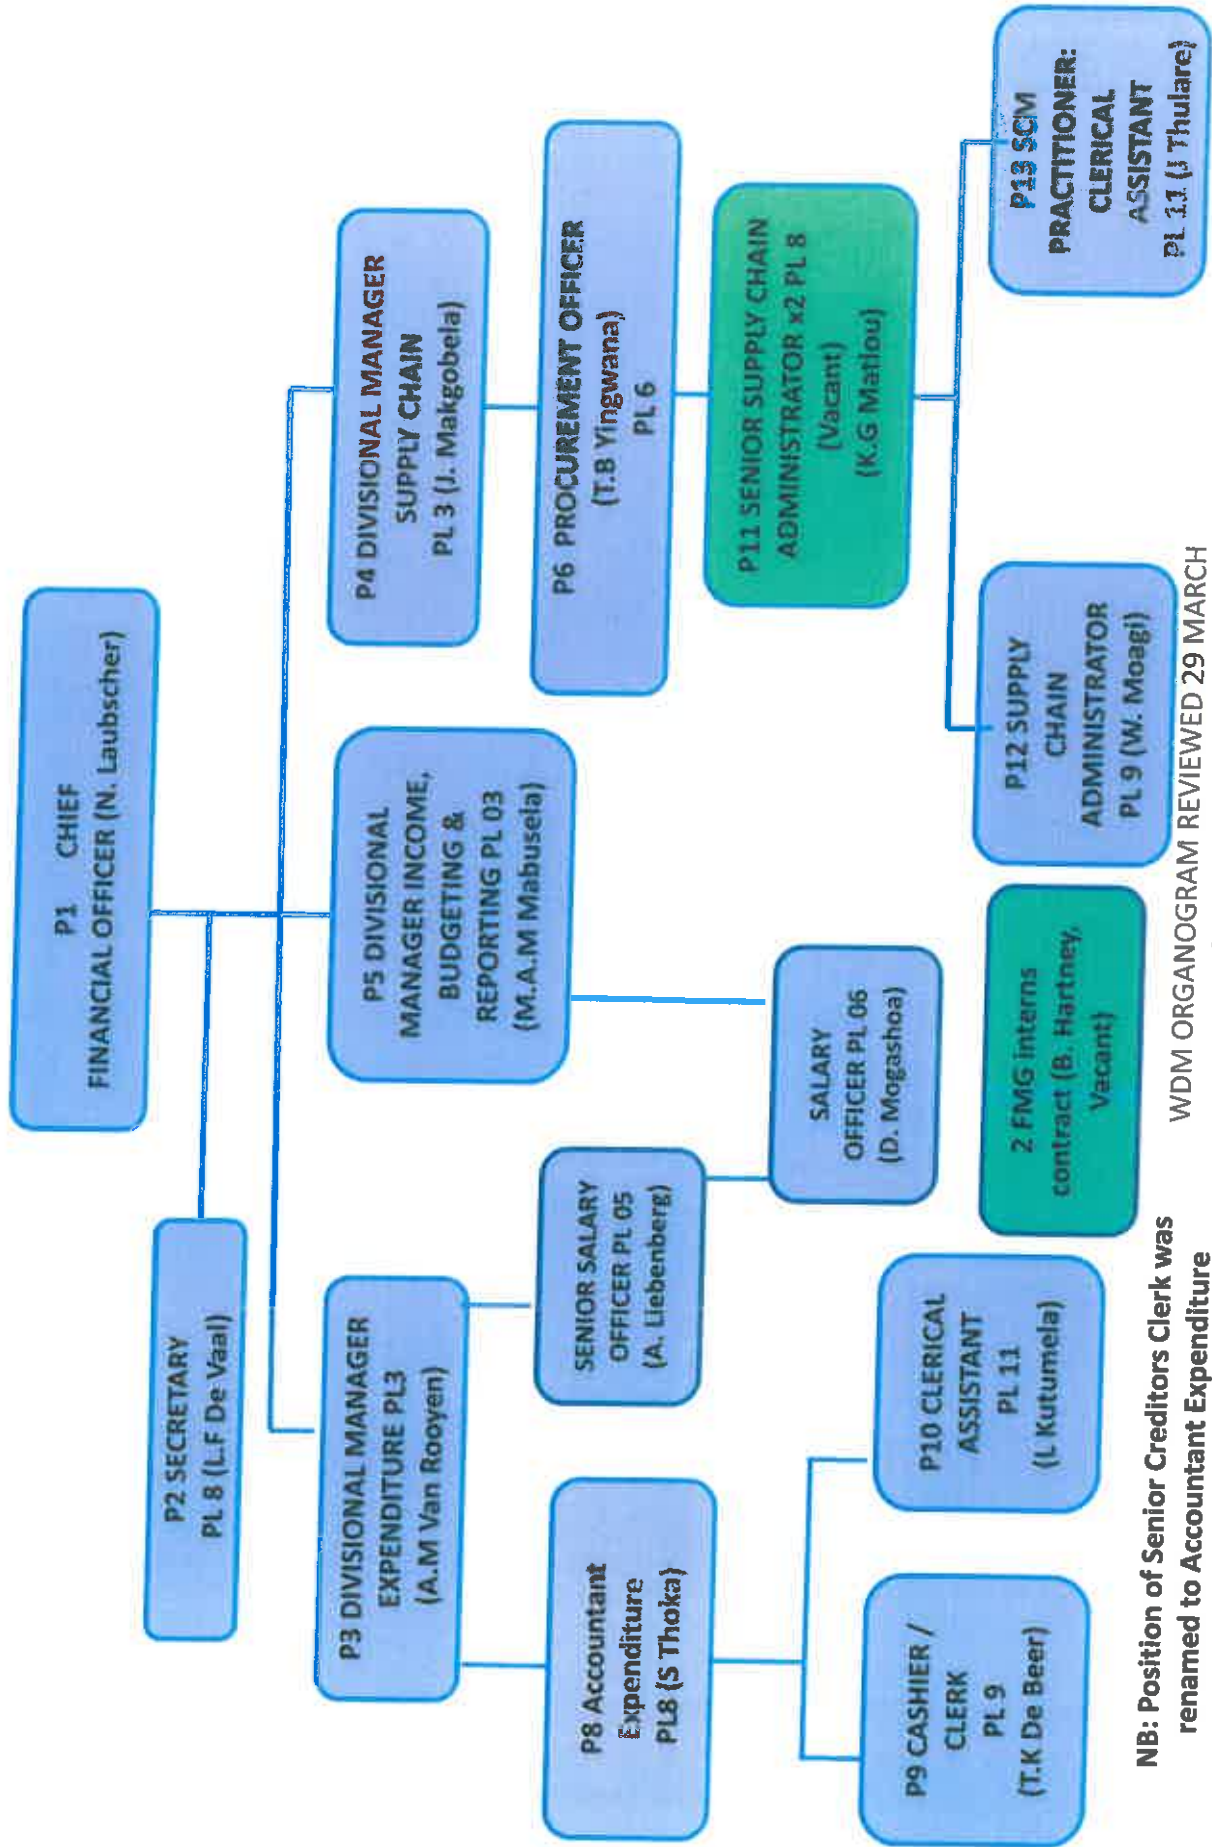 P1 CHIEF
FINANCIAL OFFICER (N. Laubscher)
P2 SECRETARY
PL 8 (L.F De Vaal)
P3 DIVISIONAL MANAGER
EXPENDITURE PL3
(A.M Van Rooyen)
P5 DIVISIONAL
MANAGER INCOME,
BUDGETING &
REPORTING PL 03
(M.A.M Mabusela)
P4 DIVISIONAL MANAGER
SUPPLY CHAIN
PL 3 (J. Makgobela)
P8 Accountant
Expenditure
PL8 (S Thoka)
SENIOR SALARY
OFFICER PL 05
(A. Liebenberg)
P6 PROCUREMENT OFFICER
(T.B Yingwana)
PL 6
SALARY
OFFICER PL 06
(D. Mogashoa)
P11 SENIOR SUPPLY CHAIN
ADMINISTRATOR x2 PL 8
(Vacant)
(K.G Matlou)
P9 CASHIER /
CLERK
PL 9
(T.K De Beer)
P10 CLERICAL
ASSISTANT
PL 11
(L Kutumela)
2 FMG interns
contract (B. Hartney,
Vacant)
P12 SUPPLY
CHAIN
ADMINISTRATOR
PL 9 (W. Moagi)
P13 SCM
PRACTITIONER:
CLERICAL
ASSISTANT
PL 11 (J Thulare)
NB: Position of Senior Creditors Clerk was
renamed to Accountant Expenditure
WDM ORGANOGRAM REVIEWED 29 MARCH